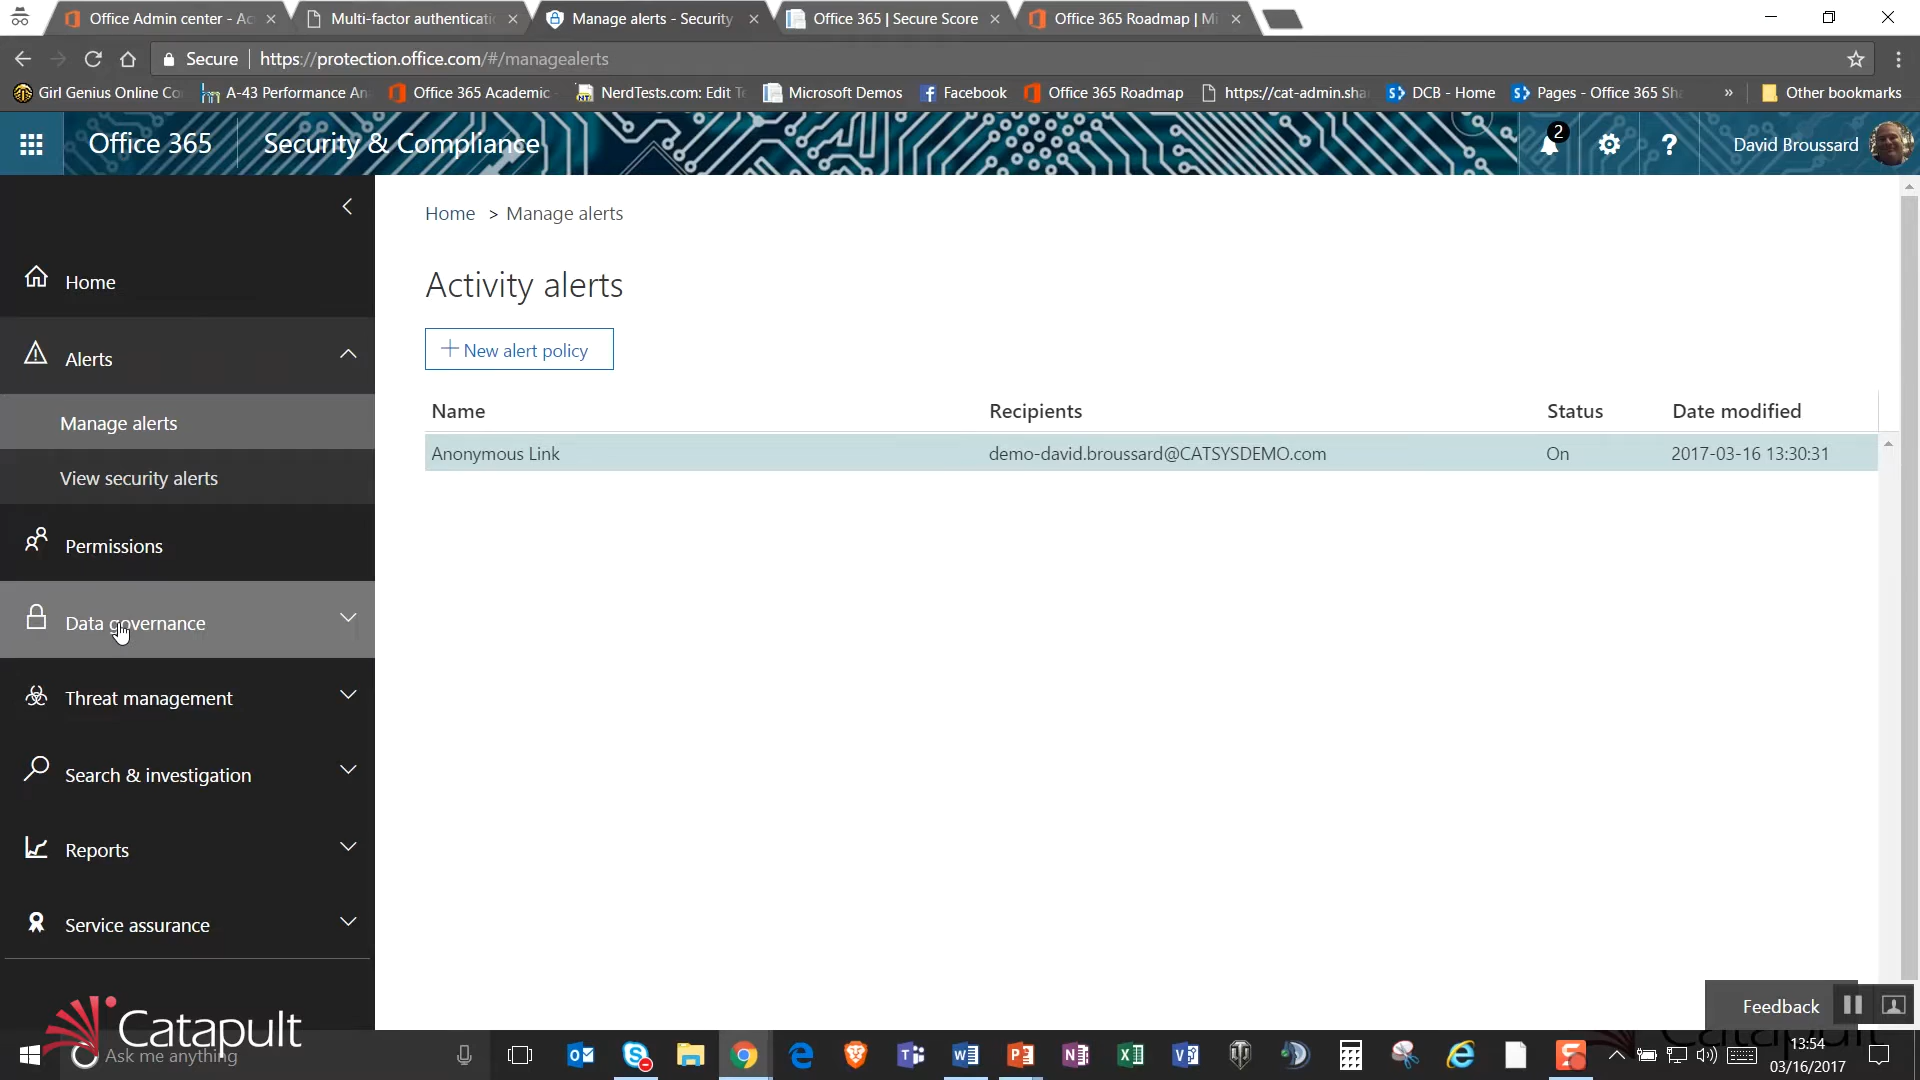 Office Admin center - Ac
Multi-factor authenticati
Manage alerts - Security
Office 365 | Secure Score
Office 365 Roadmap | Mi
Secure
https://protection.office.com/#/managealerts
Girl Genius Online Co
A-43 Performance An
Office 365 Academic
NerdTests.com: Edit T
Microsoft Demos
Facebook
Office 365 Roadmap
https://cat-admin.sha
DCB - Home
Pages - Office 365 Sha
»
Other bookmarks
Office 365
Security & Compliance
2
?
David Broussard
Home
Alerts
Manage alerts
View security alerts
Permissions
Data governance
Threat management
Search & investigation
Reports
Service assurance
Home > Manage alerts
Activity alerts
+ New alert policy
Name Recipients Status Date modified
Anonymous Link demo-david.broussard@CATSYSDEMO.com On 2017-03-16 13:30:31
Feedback
Catapult
Catapult
Ask me anything
13:54
03/16/2017